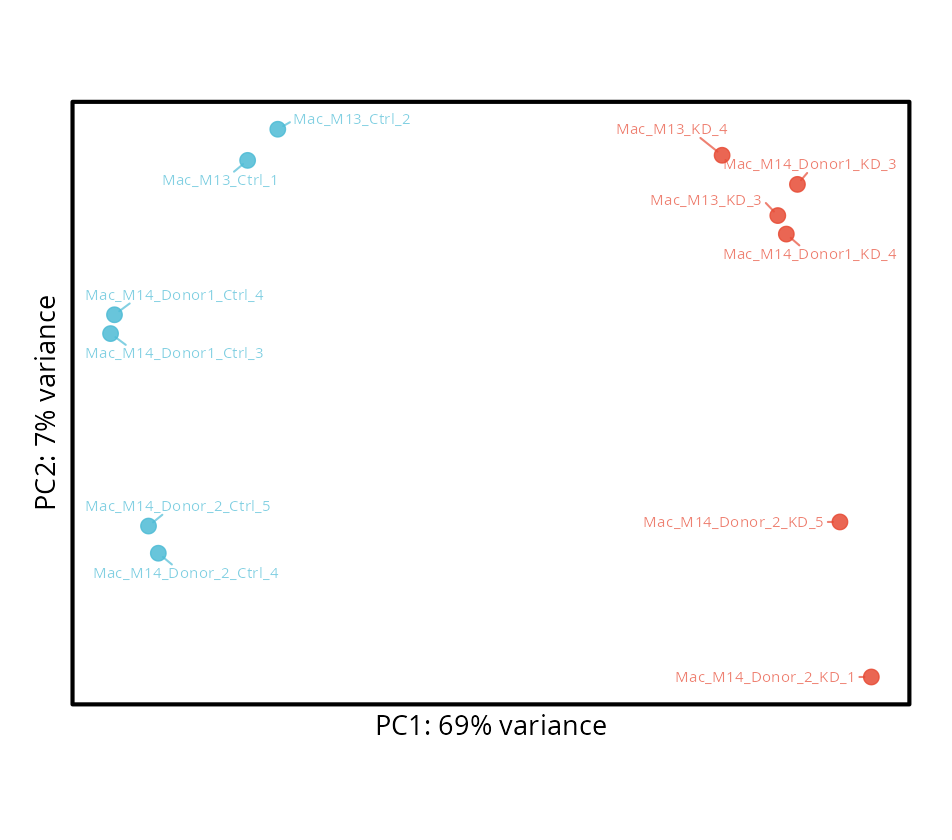 Mac_M13_Ctrl_2
Mac_M13_KD_4
Mac_M14_Donor1_KD_3
Mac_M13_Ctrl_1
Mac_M13_KD_3
Mac_M14_Donor1_KD_4
Mac_M14_Donor1_Ctrl_4
Mac_M14_Donor1_Ctrl_3
PC2: 7% variance
Mac_M14_Donor_2_Ctrl_5
Mac_M14_Donor_2_KD_5
Mac_M14_Donor_2_Ctrl_4
Mac_M14_Donor_2_KD_1
PC1: 69% variance